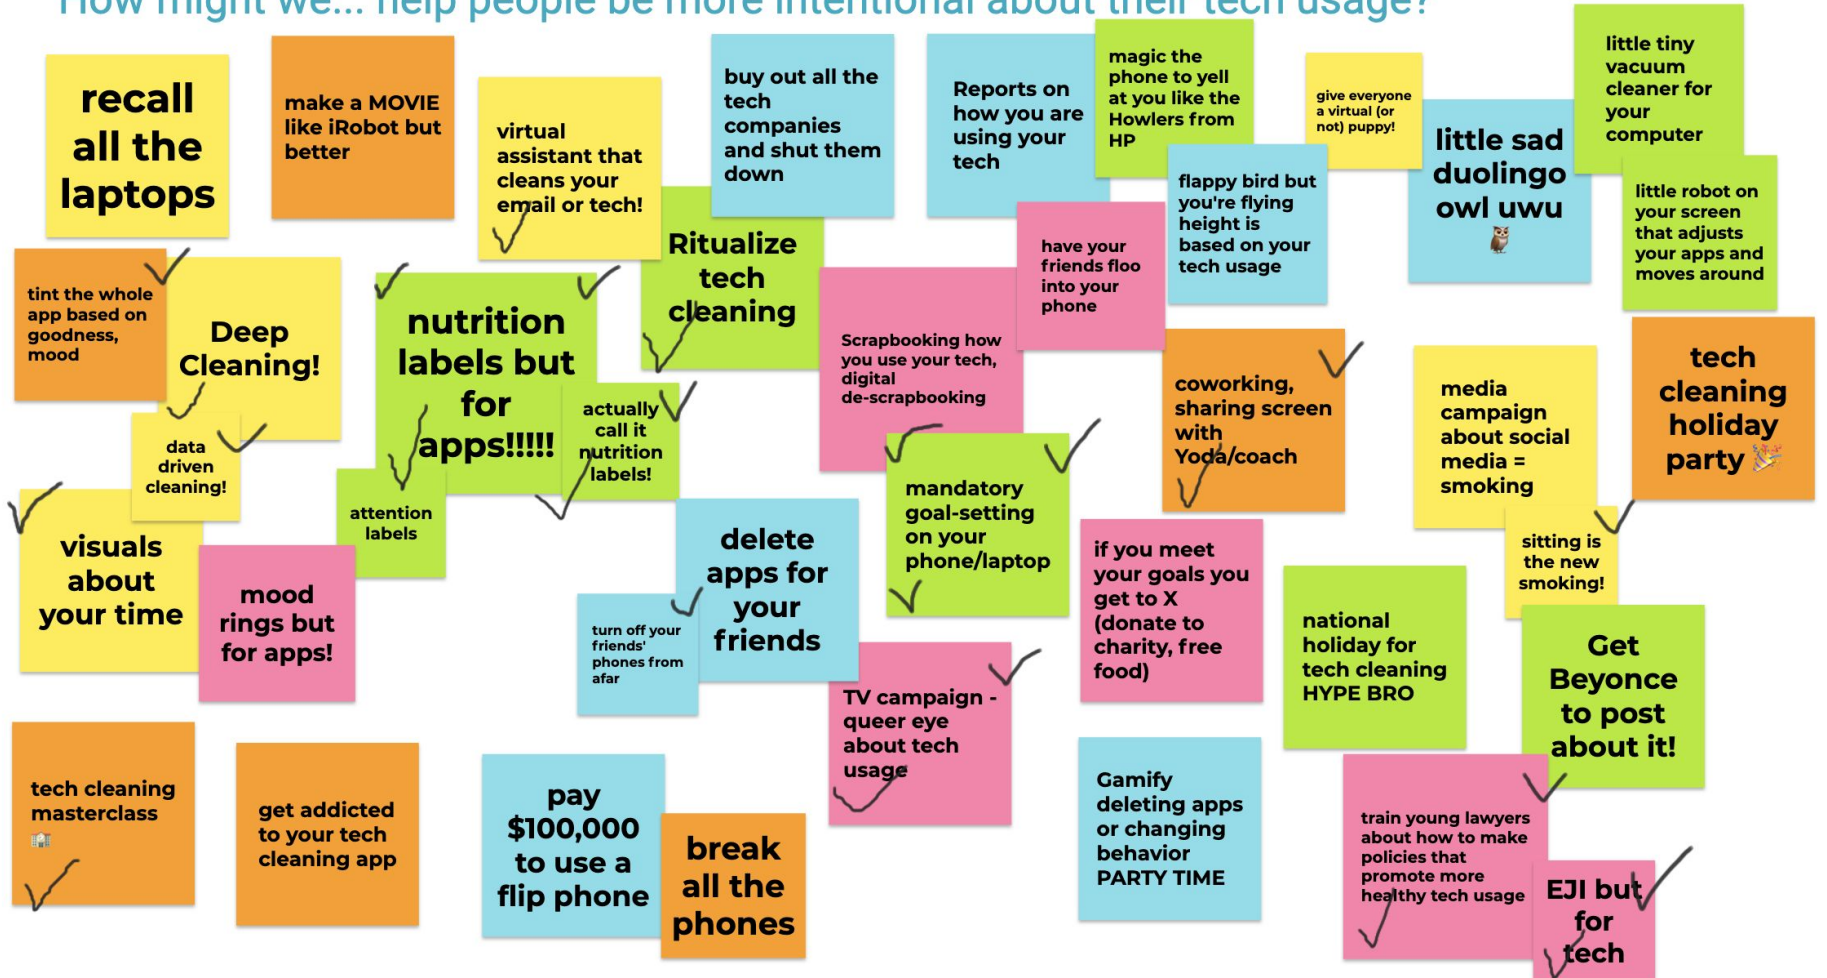 How might we... help people be more intentional about their tech usage?
recall
all the
laptops
make a MOVIE
like iRobot but
better
virtual
assistant that
cleans your
email or tech!
buy out all the
tech
companies
and shut them
down
Reports on
how you are
using your
tech
magic the
phone to yell
at you like the
Howlers from
HP
give everyone
a virtual (or
not) puppy!
little sad
duolingo
owl uwu
🦉
little tiny
vacuum
cleaner for
your
computer
little robot on
your screen
that adjusts
your apps and
moves around
flappy bird but
you're flying
height is
based on your
tech usage
have your
friends floo
into your
phone
Ritualize
tech
cleaning
tint the whole
app based on
goodness,
mood
Deep
Cleaning!
data
driven
cleaning!
nutrition
labels but
for
apps!!!!!
actually
call it
nutrition
labels!
attention
labels
Scrapbooking how
you use your tech,
digital
de-scrapbooking
mandatory
goal-setting
on your
phone/laptop
coworking,
sharing screen
with
Yoda/coach
media
campaign
about social
media =
smoking
sitting is
the new
smoking!
tech
cleaning
holiday
party 🎉
visuals
about
your time
mood
rings but
for apps!
delete
apps for
your
friends
turn off your
friends'
phones from
afar
if you meet
your goals you
get to X
(donate to
charity, free
food)
national
holiday for
tech cleaning
HYPE BRO
Get
Beyonce
to post
about it!
TV campaign -
queer eye
about tech
usage
tech cleaning
masterclass
🏫
get addicted
to your tech
cleaning app
pay
$100,000
to use a
flip phone
break
all the
phones
Gamify
deleting apps
or changing
behavior
PARTY TIME
train young lawyers
about how to make
policies that
promote more
healthy tech usage
EJI but
for
tech